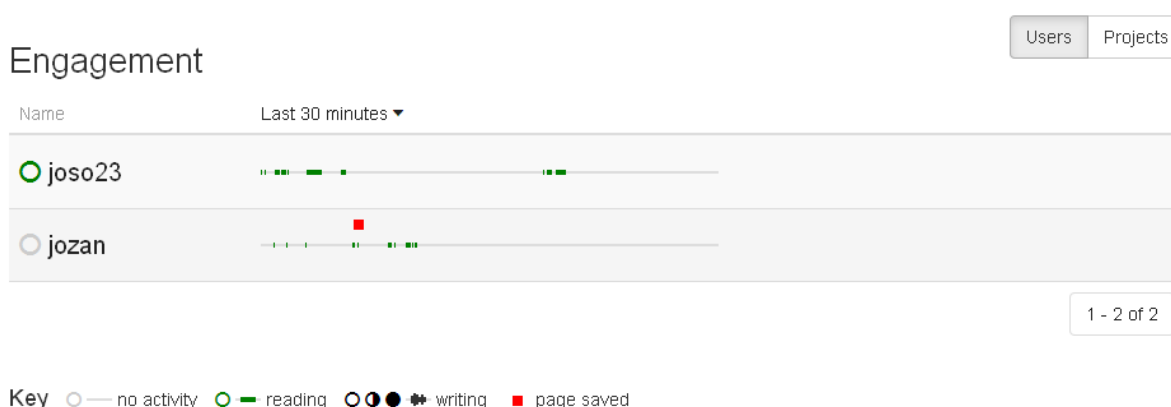 Users Projects
Engagement
Name Last 30 minutes
joso23
jozan
1 - 2 of 2
Key no activity reading writing page saved